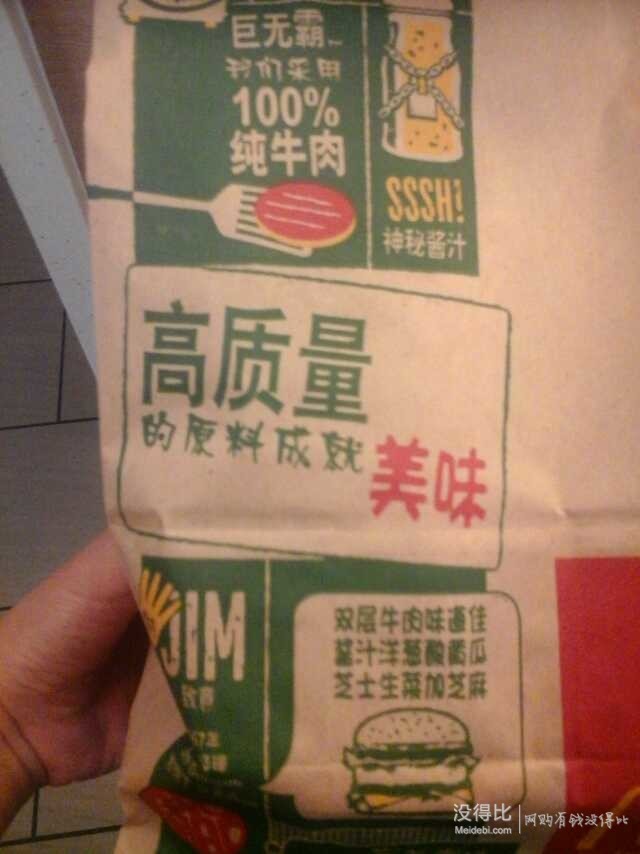 巨无霸™
我们采用
100%
纯牛肉
SSSH!
神秘酱汁
高质量
的原料成就
美味
JIM
双层牛肉味道佳
酱汁洋葱酸黄瓜
芝士生菜加芝麻
没得比
Meidebi.com
网购有钱没得比